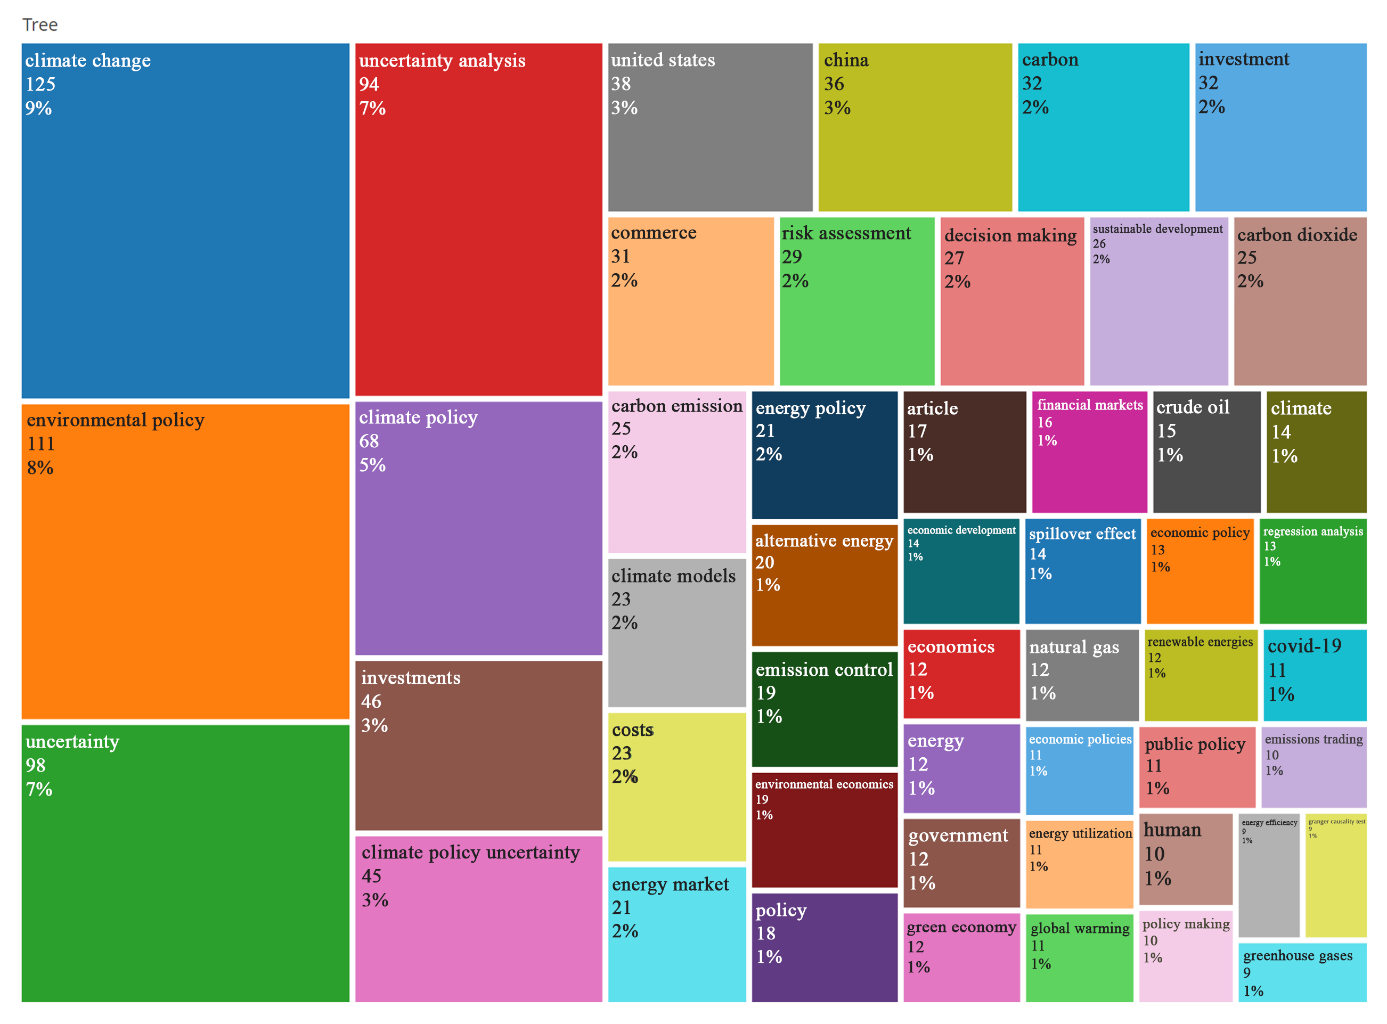 Tree
climate change
125
9%
environmental policy
111
8%
uncertainty
98
7%
uncertainty analysis
94
7%
climate policy
68
5%
investments
46
3%
climate policy uncertainty
45
3%
united states
38
3%
china
36
3%
carbon
32
2%
investment
32
2%
commerce
31
2%
risk assessment
29
2%
decision making
27
2%
sustainable development
26
2%
carbon dioxide
25
2%
carbon emission
25
2%
climate models
23
2%
costs
23
2%
energy market
21
2%
energy policy
21
2%
alternative energy
20
1%
emission control
19
1%
environmental economics
19
1%
policy
18
1%
article
17
1%
financial markets
16
1%
crude oil
15
1%
climate
14
1%
economic development
14
1%
spillover effect
14
1%
economic policy
13
1%
regression analysis
13
1%
economics
12
1%
natural gas
12
1%
renewable energies
12
1%
covid-19
11
1%
energy
12
1%
economic policies
11
1%
public policy
11
1%
emissions trading
10
1%
government
12
1%
energy utilization
11
1%
human
10
1%
energy efficiency
9
1%
granger causality test
9
1%
green economy
12
1%
global warming
11
1%
policy making
10
1%
greenhouse gases
9
1%